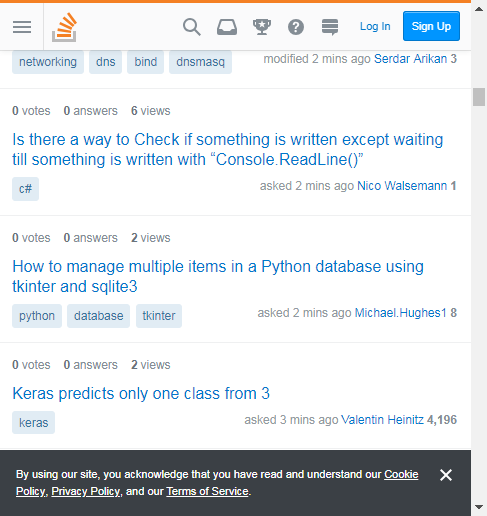 Log In Sign Up
networking dns bind dnsmasq modified 2 mins ago Serdar Arikan 3
0 votes 0 answers 6 views
Is there a way to Check if something is written except waiting
till something is written with “Console.ReadLine()”
c# asked 2 mins ago Nico Walsemann 1
0 votes 0 answers 2 views
How to manage multiple items in a Python database using
tkinter and sqlite3
python database tkinter asked 2 mins ago Michael.Hughes1 8
0 votes 0 answers 2 views
Keras predicts only one class from 3
keras asked 3 mins ago Valentin Heinitz 4,196
By using our site, you acknowledge that you have read and understand our Cookie
Policy, Privacy Policy, and our Terms of Service.